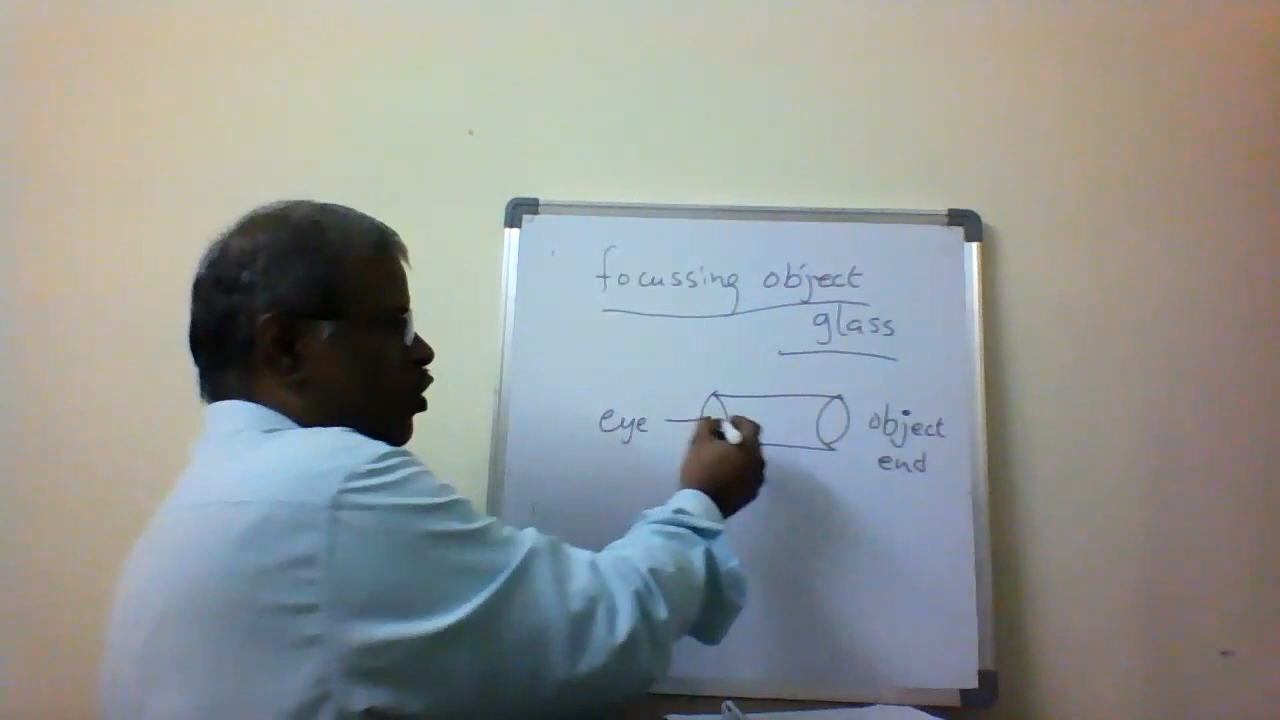 focussing object
glass
eye
object
end